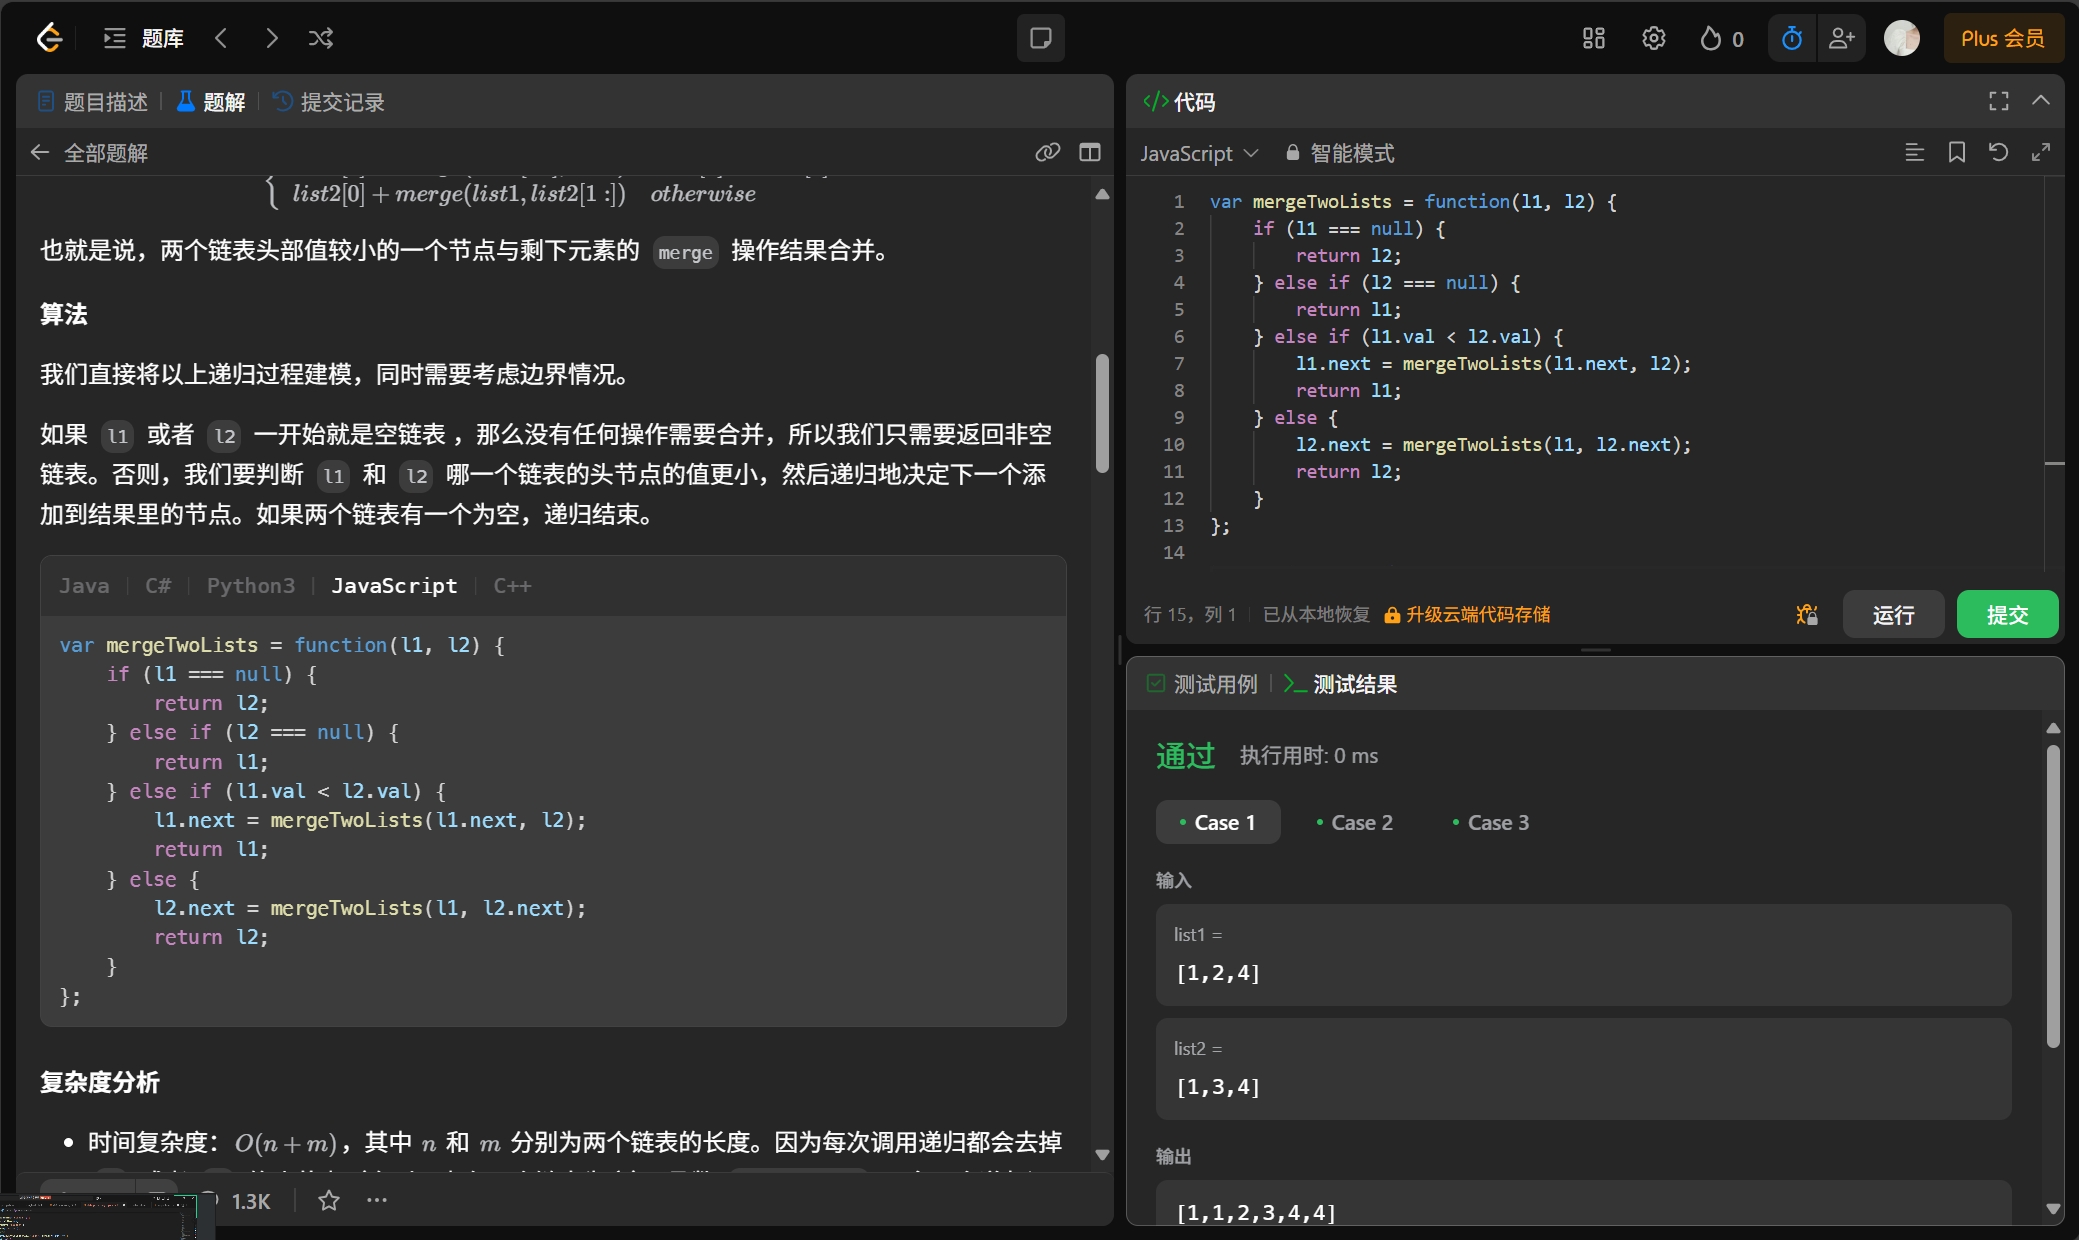 题库
0
Plus 会员
题目描述
题解
提交记录
全部题解
list2[0] + merge(list1, list2[1 :]) otherwise
也就是说，两个链表头部值较小的一个节点与剩下元素的 merge 操作结果合并。
算法
我们直接将以上递归过程建模，同时需要考虑边界情况。
如果 l1 或者 l2 一开始就是空链表 ，那么没有任何操作需要合并，所以我们只需要返回非空
链表。否则，我们要判断 l1 和 l2 哪一个链表的头节点的值更小，然后递归地决定下一个添
加到结果里的节点。如果两个链表有一个为空，递归结束。
Java
C#
Python3
JavaScript
C++
var mergeTwoLists = function(l1, l2) {
    if (l1 === null) {
        return l2;
    } else if (l2 === null) {
        return l1;
    } else if (l1.val < l2.val) {
        l1.next = mergeTwoLists(l1.next, l2);
        return l1;
    } else {
        l2.next = mergeTwoLists(l1, l2.next);
        return l2;
    }
};
复杂度分析
• 时间复杂度：O(n + m)，其中 n 和 m 分别为两个链表的长度。因为每次调用递归都会去掉
1.3K
代码
JavaScript
智能模式
1 var mergeTwoLists = function(l1, l2) {
2     if (l1 === null) {
3         return l2;
4     } else if (l2 === null) {
5         return l1;
6     } else if (l1.val < l2.val) {
7         l1.next = mergeTwoLists(l1.next, l2);
8         return l1;
9     } else {
10         l2.next = mergeTwoLists(l1, l2.next);
11         return l2;
12     }
13 };
14
行 15，列 1
已从本地恢复
升级云端代码存储
运行
提交
测试用例
测试结果
通过
执行用时: 0 ms
Case 1
Case 2
Case 3
输入
list1 =
[1,2,4]
list2 =
[1,3,4]
输出
[1,1,2,3,4,4]